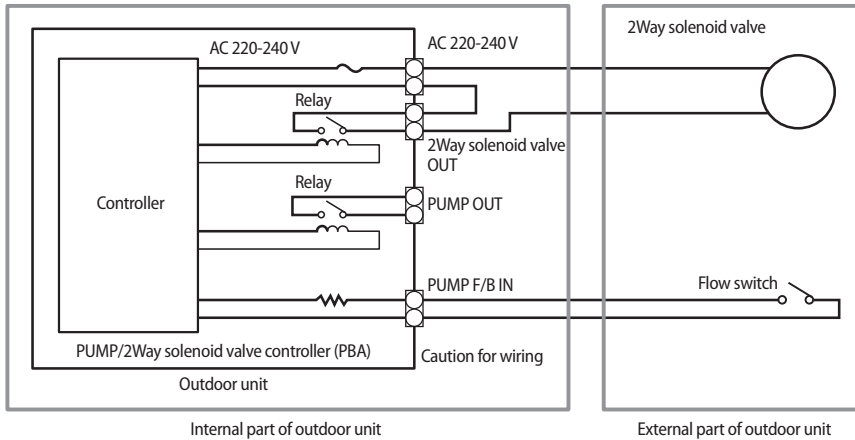 AC 220-240 V
AC 220-240 V
2Way solenoid valve
Relay
2Way solenoid valve
OUT
Relay
Controller
PUMP OUT
PUMP F/B IN
Flow switch
PUMP/2Way solenoid valve controller (PBA)
Caution for wiring
Outdoor unit
Internal part of outdoor unit
External part of outdoor unit